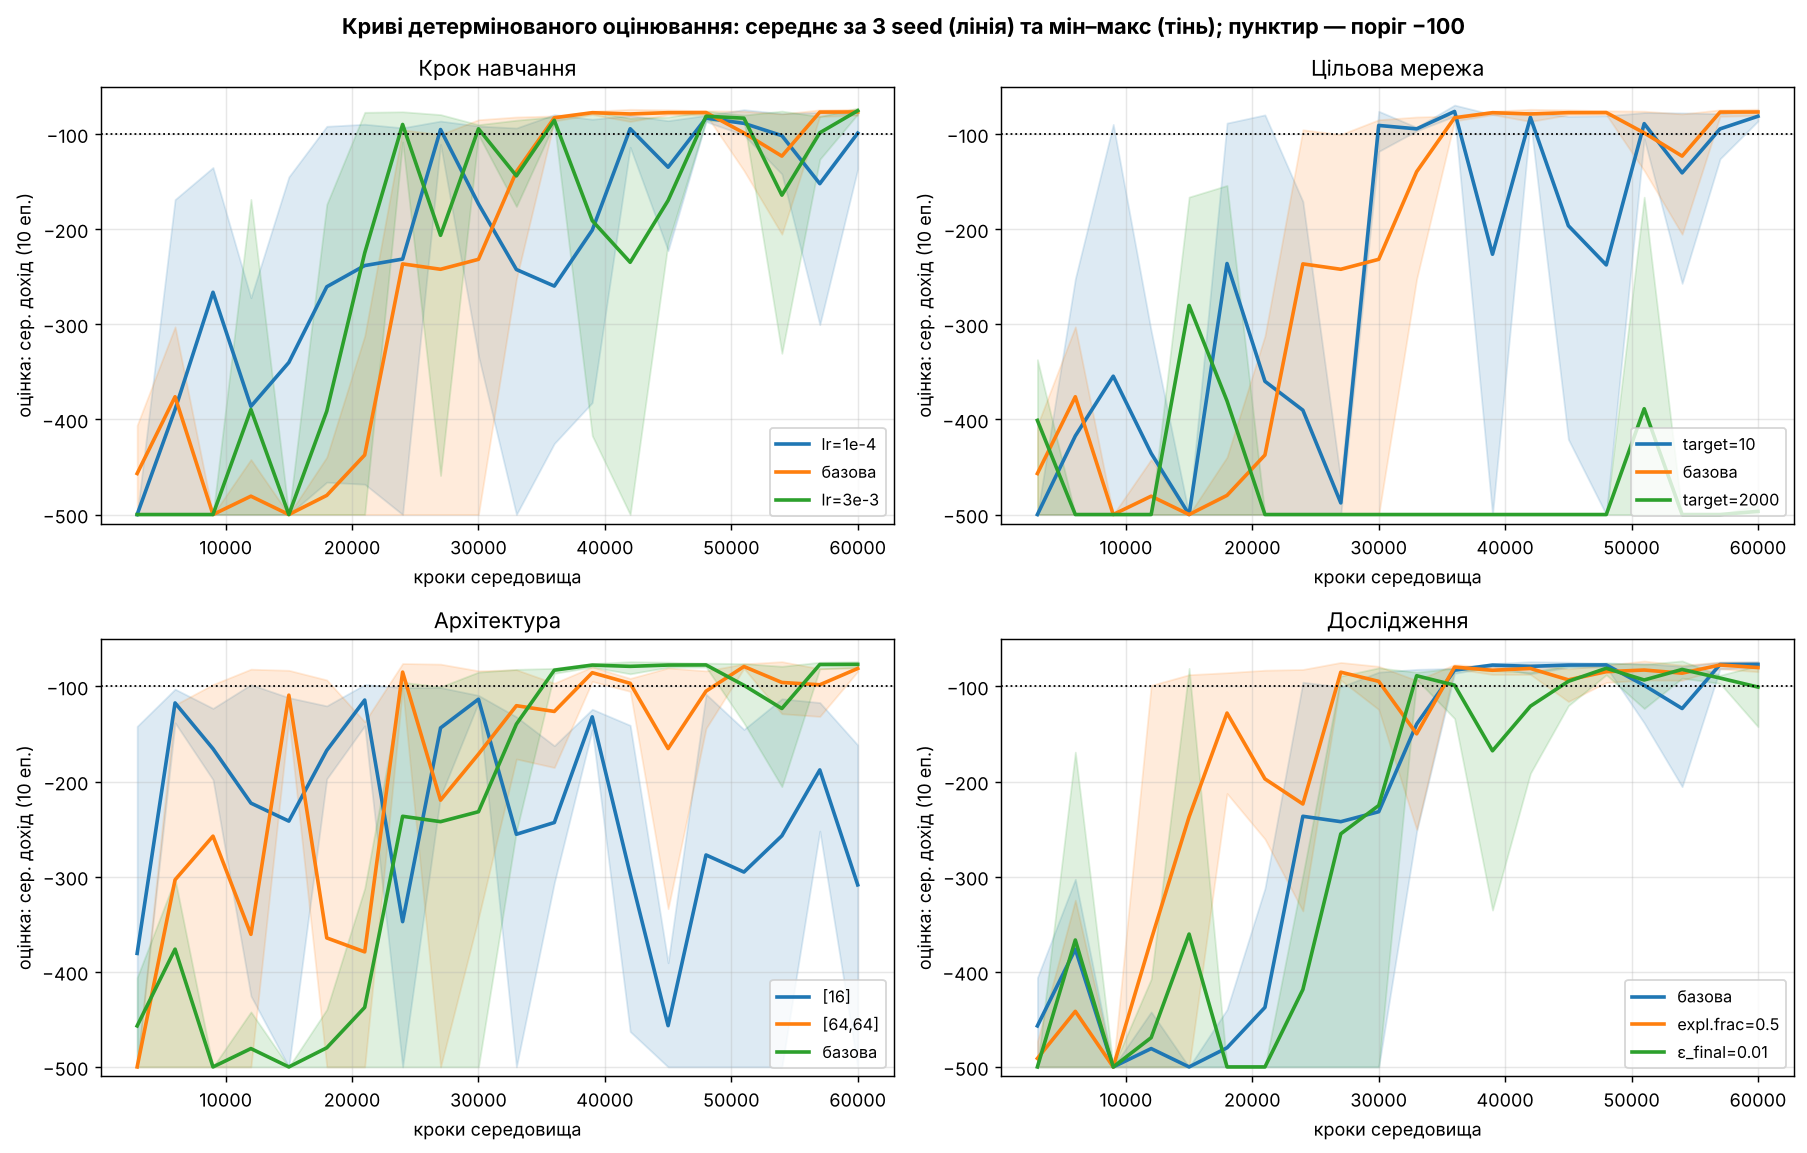 Криві детермінованого оцінювання: середнє за 3 seed (лінія) та мін–макс (тінь); пунктир — поріг −100
Крок навчання
оцінка: сер. дохід (10 еп.)
−100
−200
−300
−400
−500
lr=1e-4
базова
lr=3e-3
10000 20000 30000 40000 50000 60000
кроки середовища
Цільова мережа
оцінка: сер. дохід (10 еп.)
−100
−200
−300
−400
−500
target=10
базова
target=2000
10000 20000 30000 40000 50000 60000
кроки середовища
Архітектура
оцінка: сер. дохід (10 еп.)
−100
−200
−300
−400
−500
[16]
[64,64]
базова
10000 20000 30000 40000 50000 60000
кроки середовища
Дослідження
оцінка: сер. дохід (10 еп.)
−100
−200
−300
−400
−500
базова
expl.frac=0.5
ε_final=0.01
10000 20000 30000 40000 50000 60000
кроки середовища